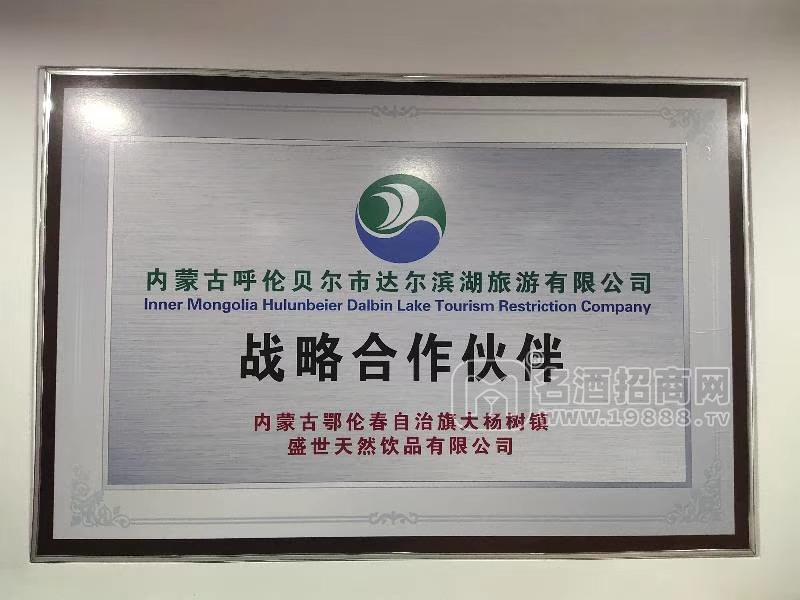 内蒙古呼伦贝尔市达尔滨湖旅游有限公司
Inner Mongolia Hulunbeier Dalbin Lake Tourism Restriction Company
战略合作伙伴
名酒招商网
www.19888.tv
内蒙古鄂伦春自治旗大杨树镇
盛世天然饮品有限公司